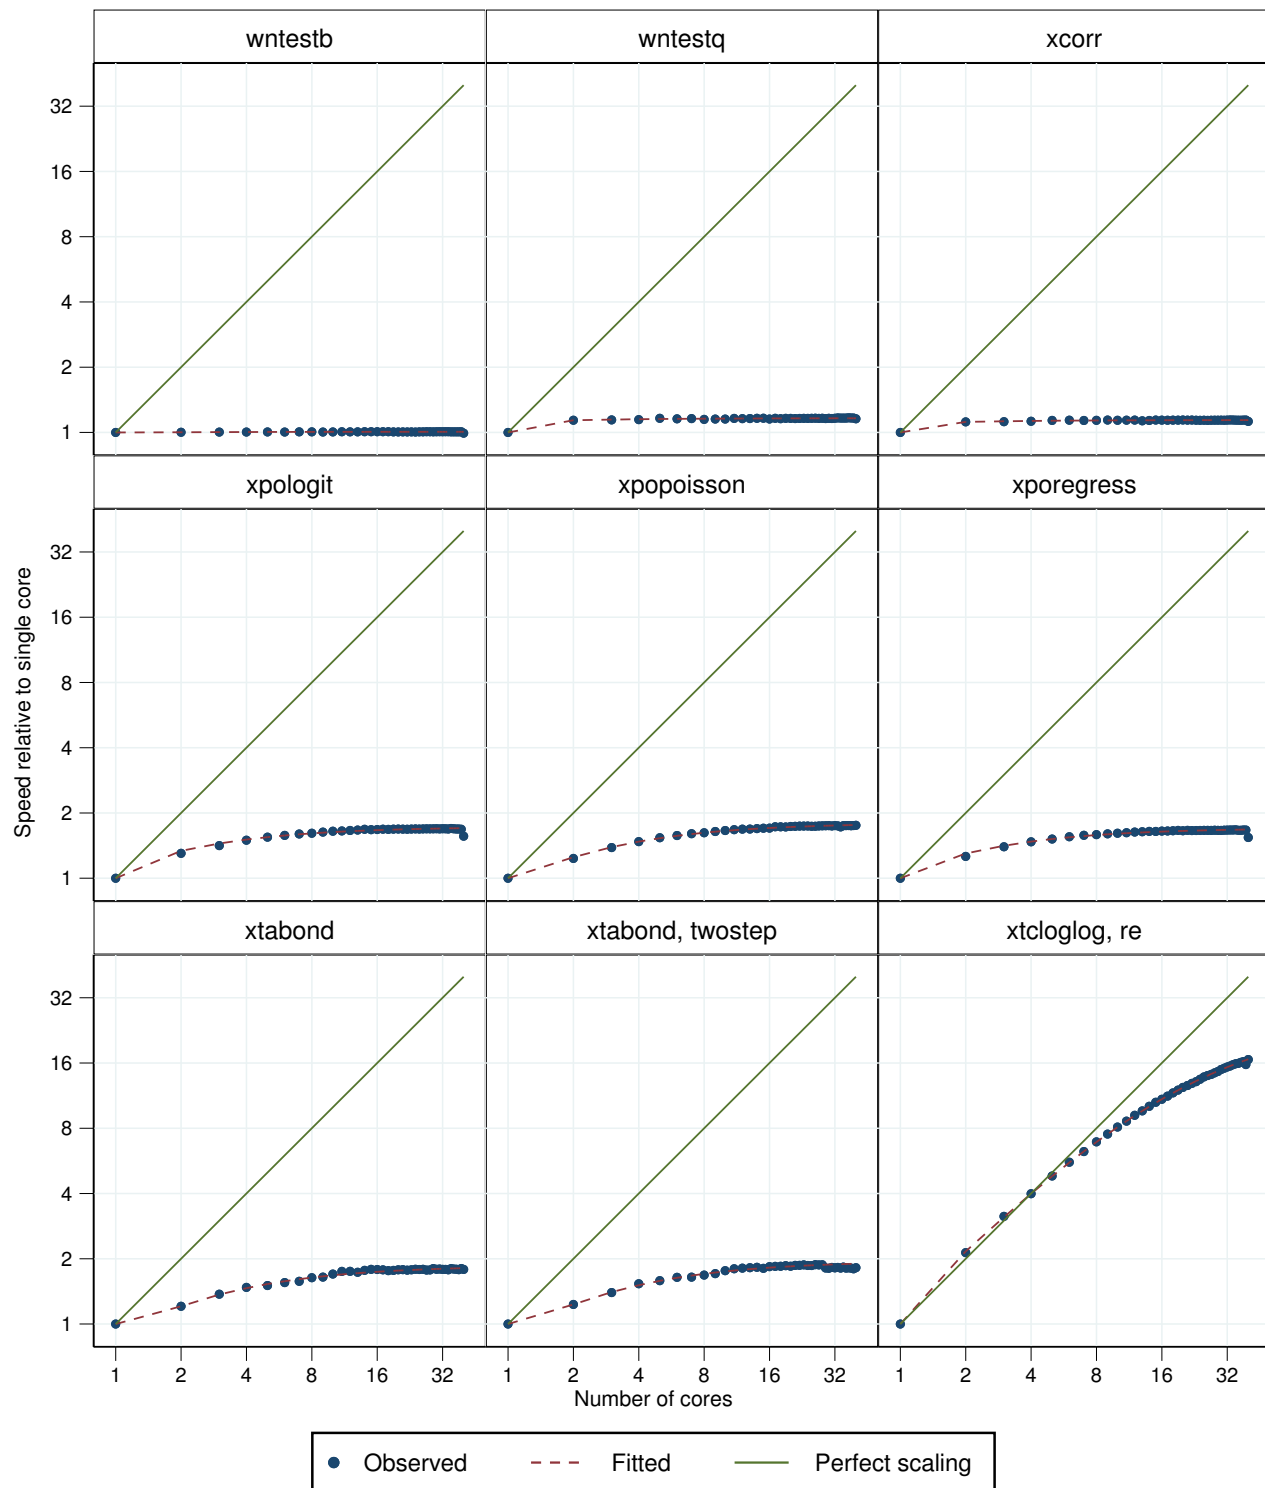 wntestb wntestq xcorr
32
16
8
4
2
1
xpologit xpopoisson xporegress
Speed relative to single core
32
16
8
4
2
1
xtabond xtabond, twostep xtcloglog, re
32
16
8
4
2
1
1 2 4 8 16 32 1 2 4 8 16 32 1 2 4 8 16 32
Number of cores
Observed Fitted Perfect scaling